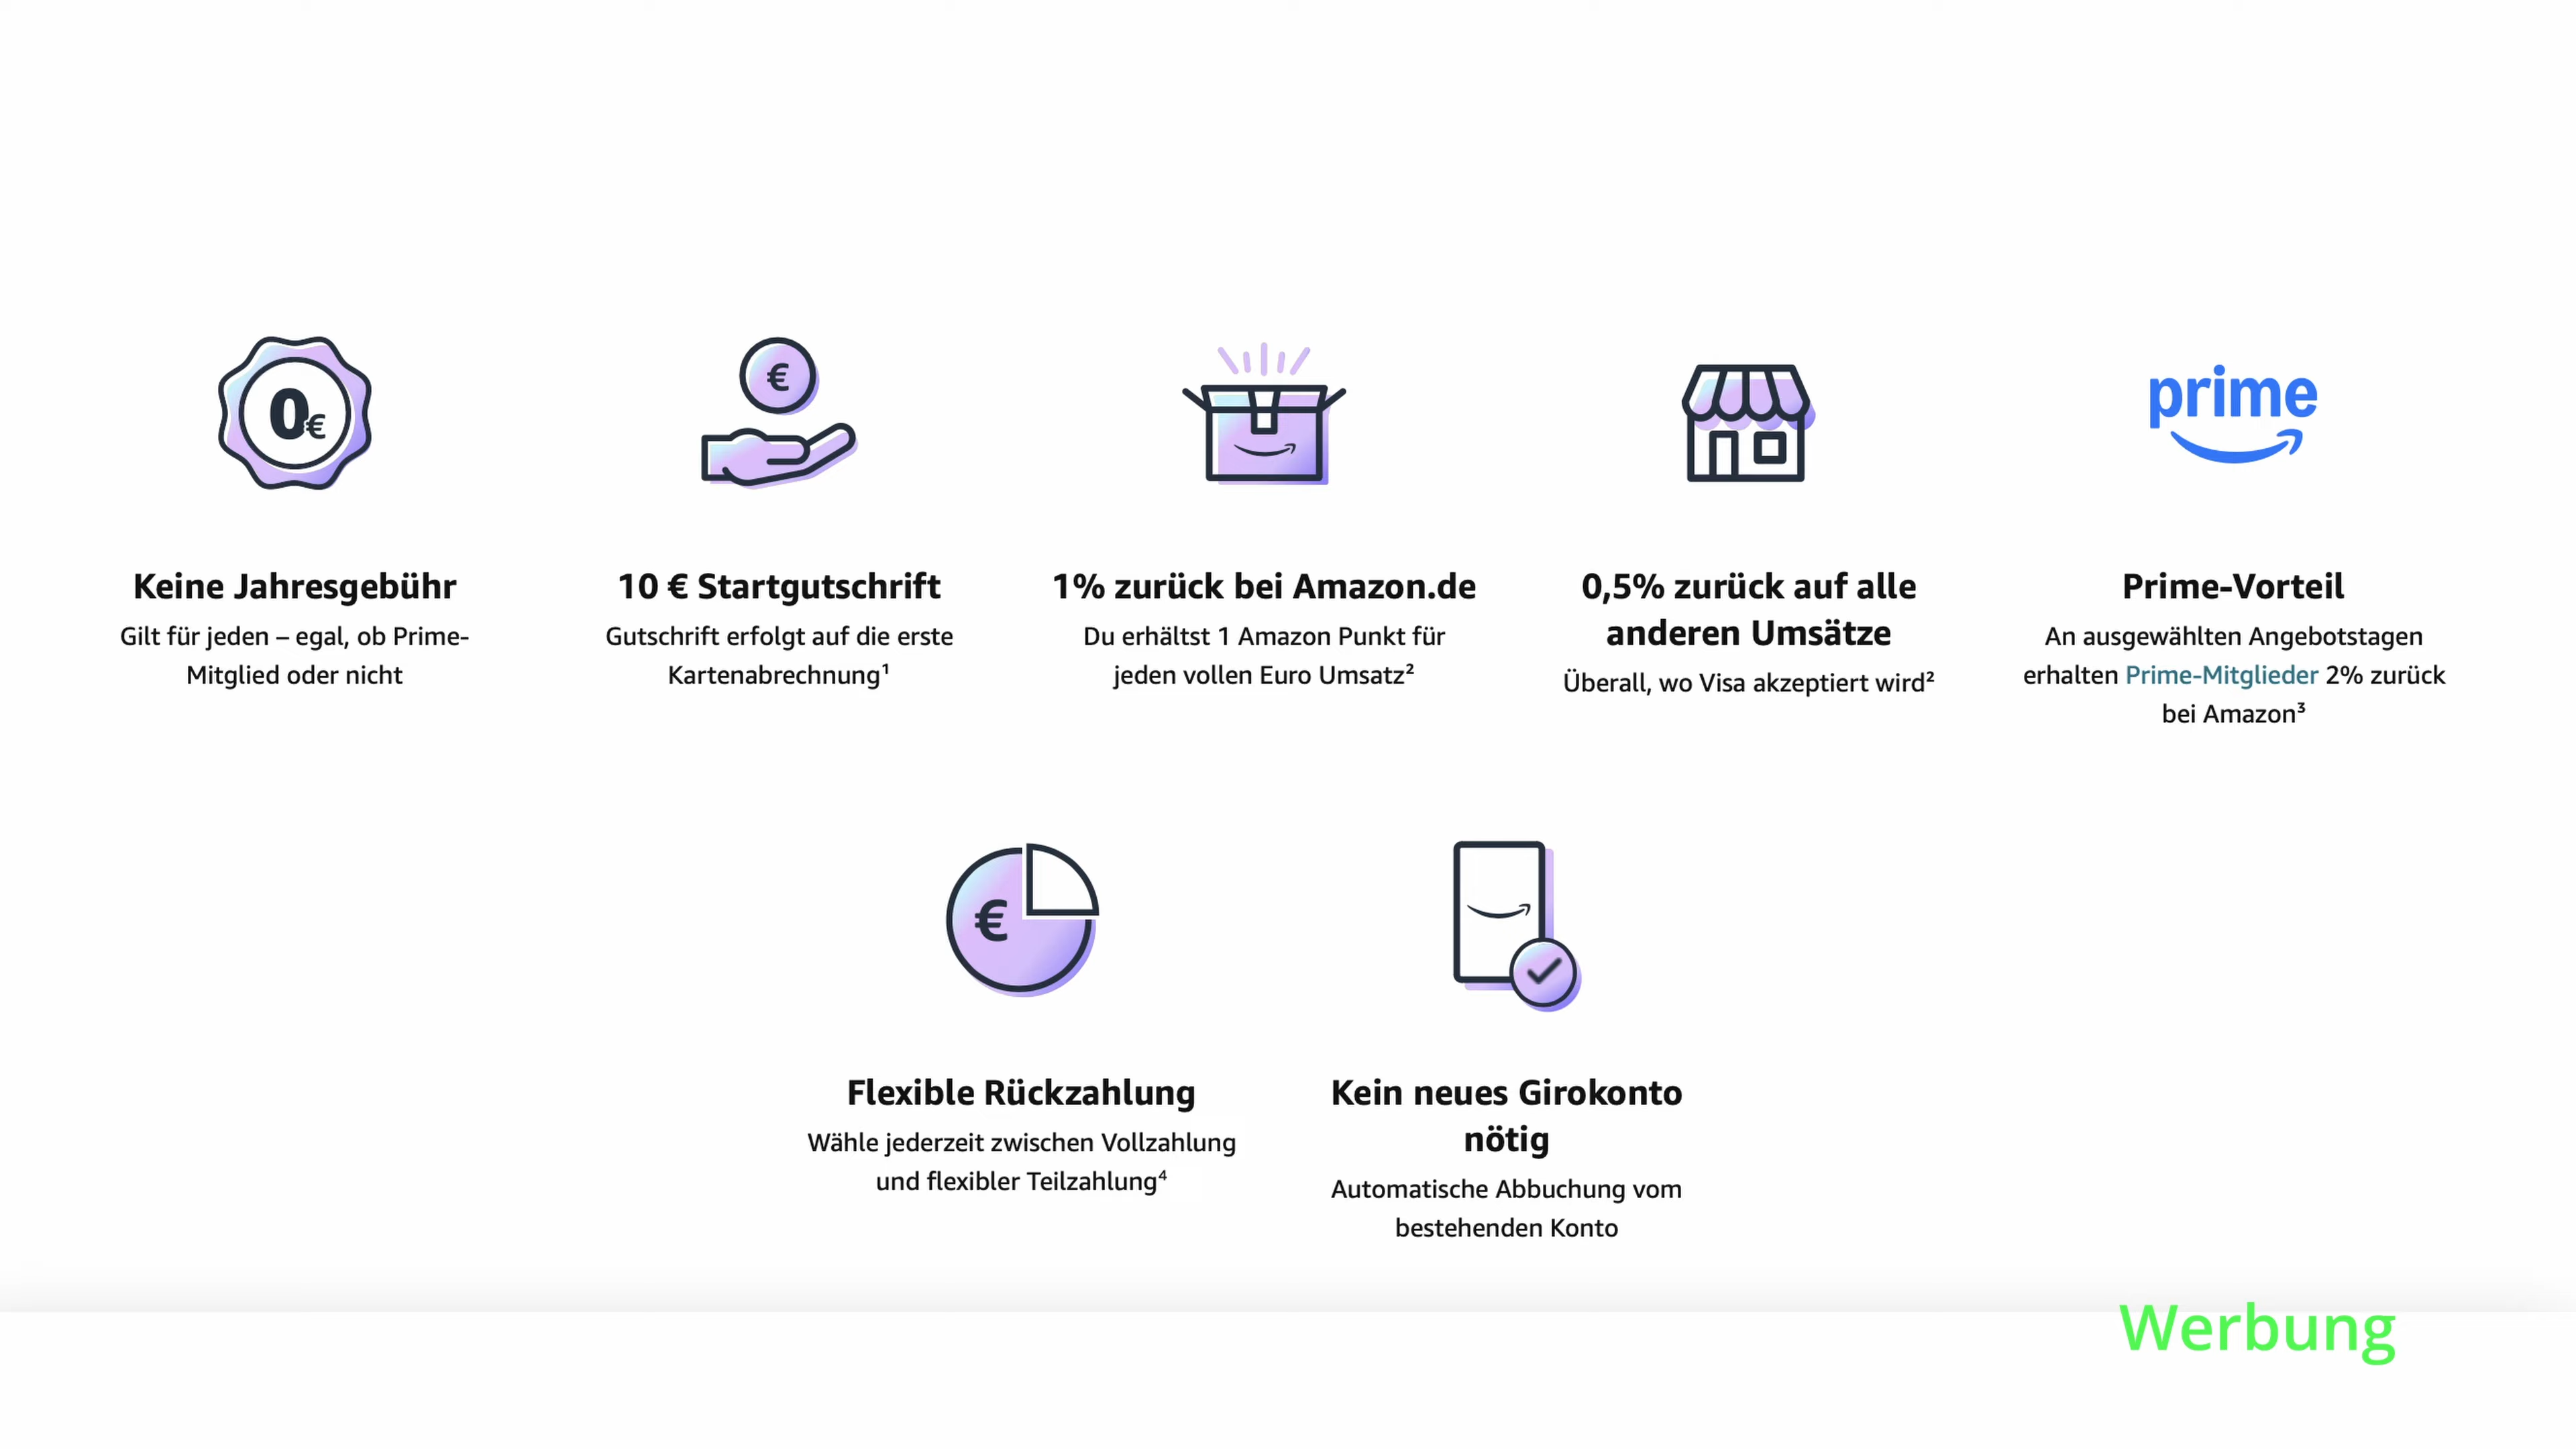 0€
€
prime
Keine Jahresgebühr
Gilt für jeden – egal, ob Prime-
Mitglied oder nicht
10 € Startgutschrift
Gutschrift erfolgt auf die erste
Kartenabrechnung¹
1% zurück bei Amazon.de
Du erhältst 1 Amazon Punkt für
jeden vollen Euro Umsatz²
0,5% zurück auf alle
anderen Umsätze
Überall, wo Visa akzeptiert wird²
Prime-Vorteil
An ausgewählten Angebotstagen
erhalten Prime-Mitglieder 2% zurück
bei Amazon³
€
Flexible Rückzahlung
Wähle jederzeit zwischen Vollzahlung
und flexibler Teilzahlung⁴
Kein neues Girokonto
nötig
Automatische Abbuchung vom
bestehenden Konto
Werbung